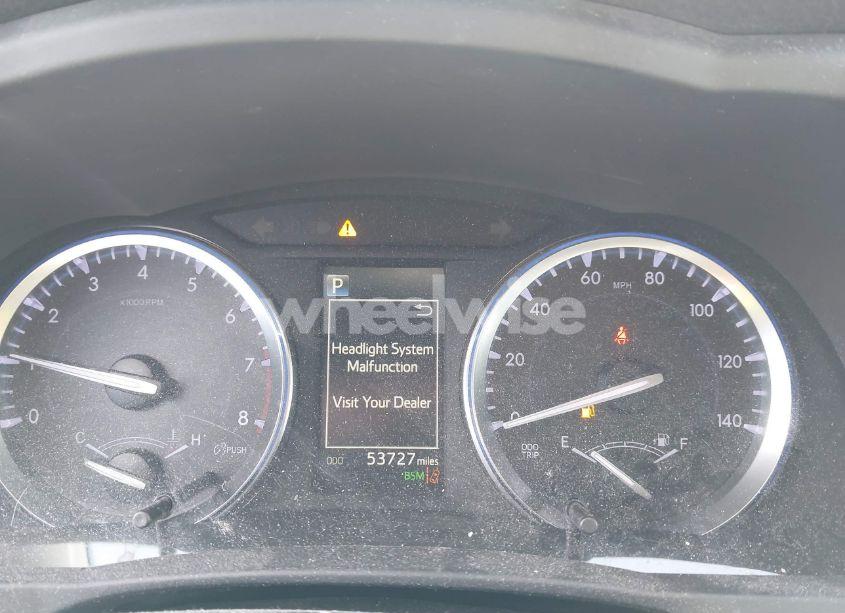 P
Headlight System
Malfunction
Visit Your Dealer
ODO 53727 miles
BSM
x1000RPM
0 1 2 3 4 5 6 7 8
C H
PUSH
MPH
0 20 40 60 80 100 120 140
ODO
TRIP
E F
wheelwise